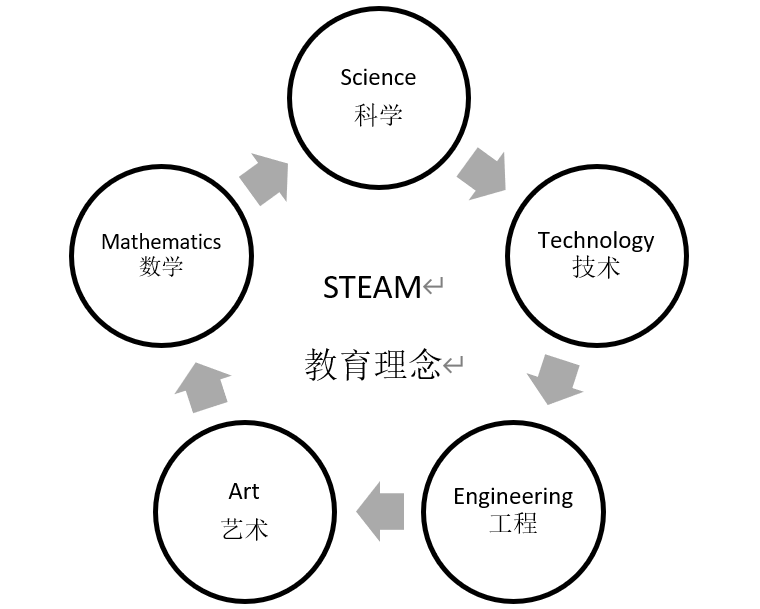 Science
科学
Technology
技术
Engineering
工程
Art
艺术
Mathematics
数学
STEAM↵
教育理念↵